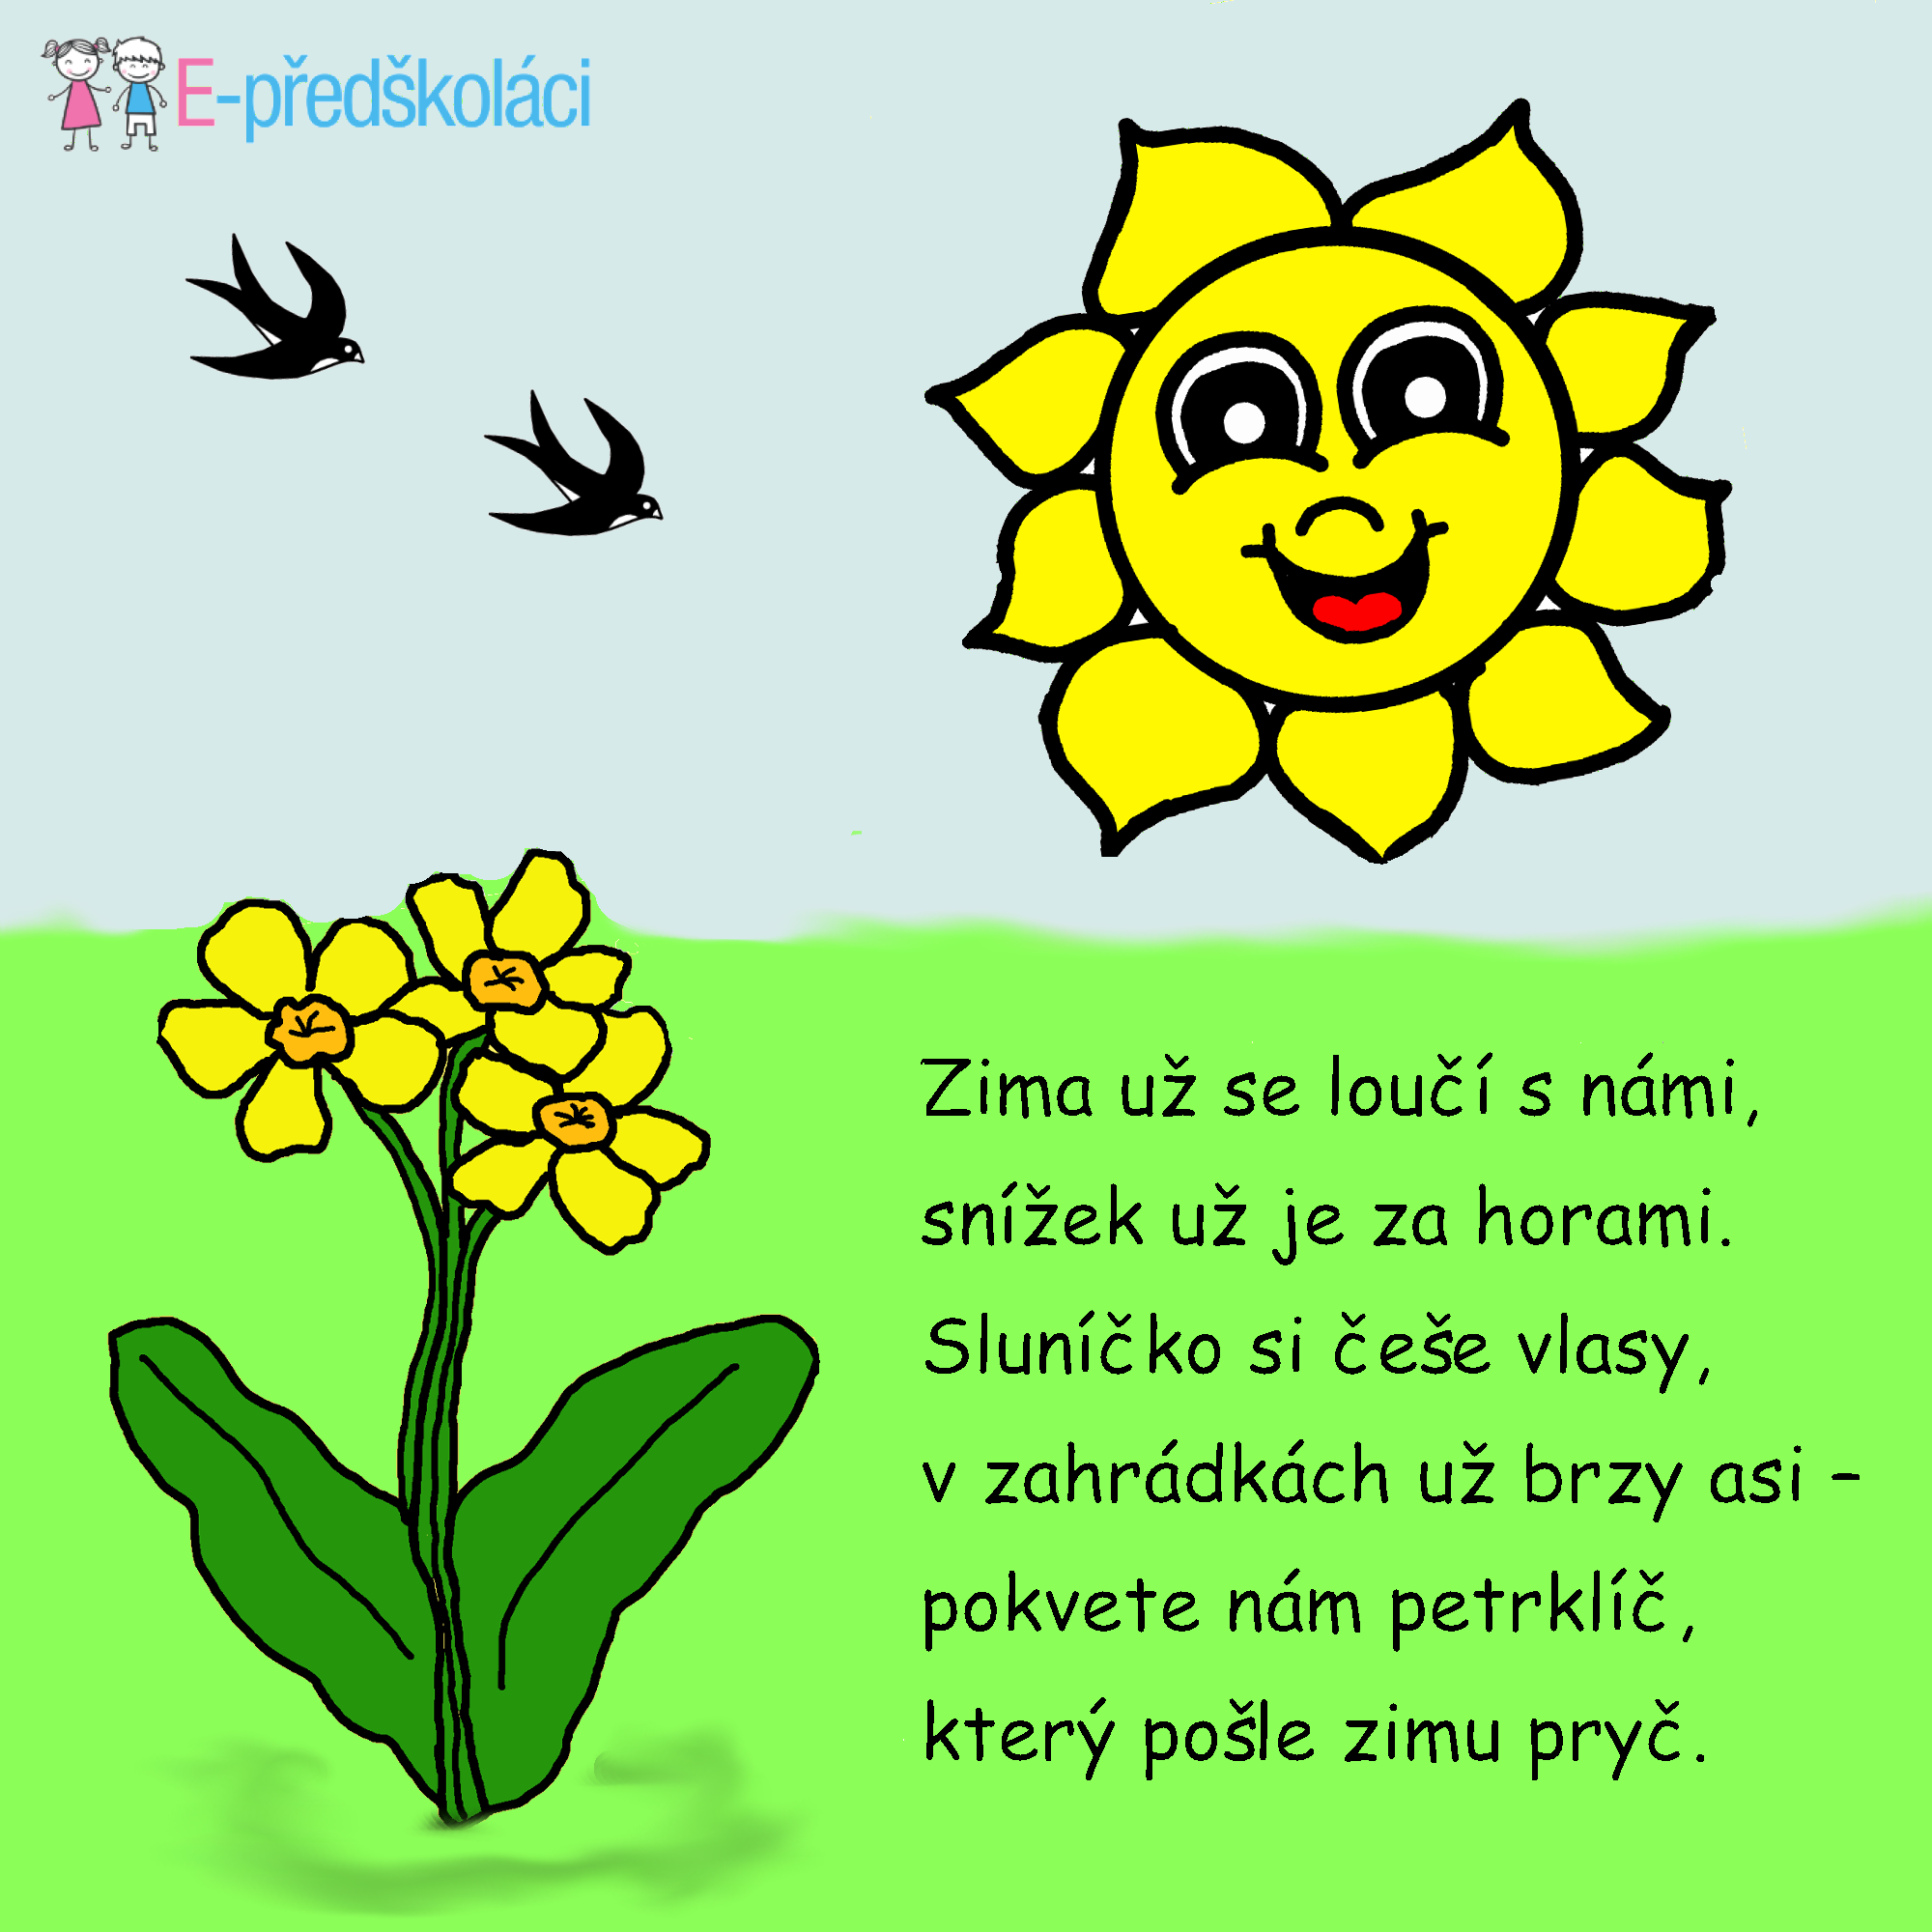 E-předškoláci
Zima už se loučí s námi,
snížek už je za horami.
Sluníčko si češe vlasy,
v zahrádkách už brzy asi -
pokvete nám petrklíč,
který pošle zimu pryč.